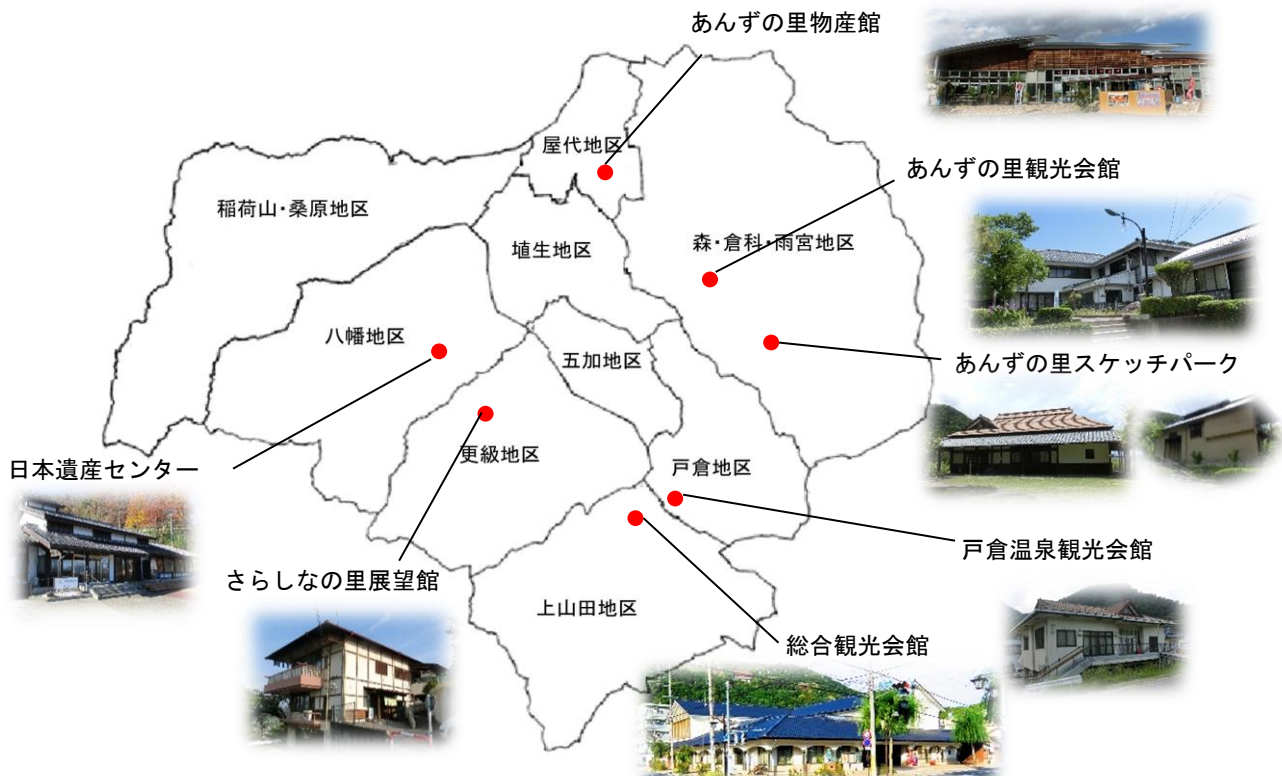 あんずの里物産館
屋代地区
あんずの里観光会館
稲荷山・桑原地区
埴生地区
森・倉科・雨宮地区
八幡地区
五加地区
あんずの里スケッチパーク
日本遺産センター
更級地区
戸倉地区
戸倉温泉観光会館
さらしなの里展望館
上山田地区
総合観光会館